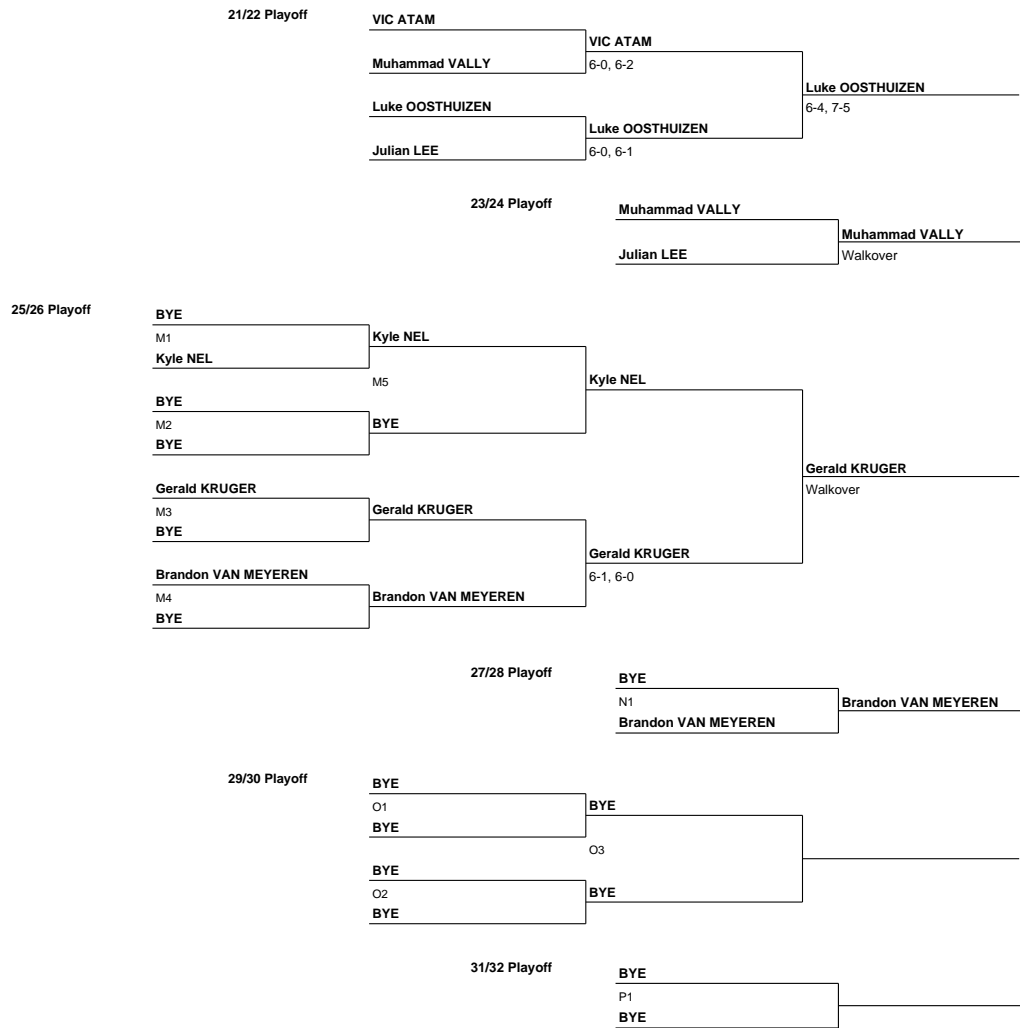 21/22 Playoff
VIC ATAM
VIC ATAM
Muhammad VALLY
6-0, 6-2
Luke OOSTHUIZEN
Luke OOSTHUIZEN
6-4, 7-5
Luke OOSTHUIZEN
Julian LEE
6-0, 6-1
23/24 Playoff
Muhammad VALLY
Muhammad VALLY
Julian LEE
Walkover
25/26 Playoff
BYE
M1
Kyle NEL
Kyle NEL
M5
Kyle NEL
BYE
M2
BYE
BYE
Gerald KRUGER
Walkover
Gerald KRUGER
M3
Gerald KRUGER
BYE
Gerald KRUGER
Brandon VAN MEYEREN
6-1, 6-0
M4
Brandon VAN MEYEREN
BYE
27/28 Playoff
BYE
N1
Brandon VAN MEYEREN
Brandon VAN MEYEREN
29/30 Playoff
BYE
O1
BYE
BYE
O3
BYE
O2
BYE
BYE
31/32 Playoff
BYE
P1
BYE